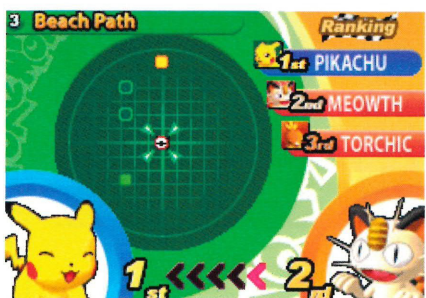 3 Beach Path
Ranking
1st PIKACHU
2nd MEOWTH
3rd TORCHIC
1st 2nd